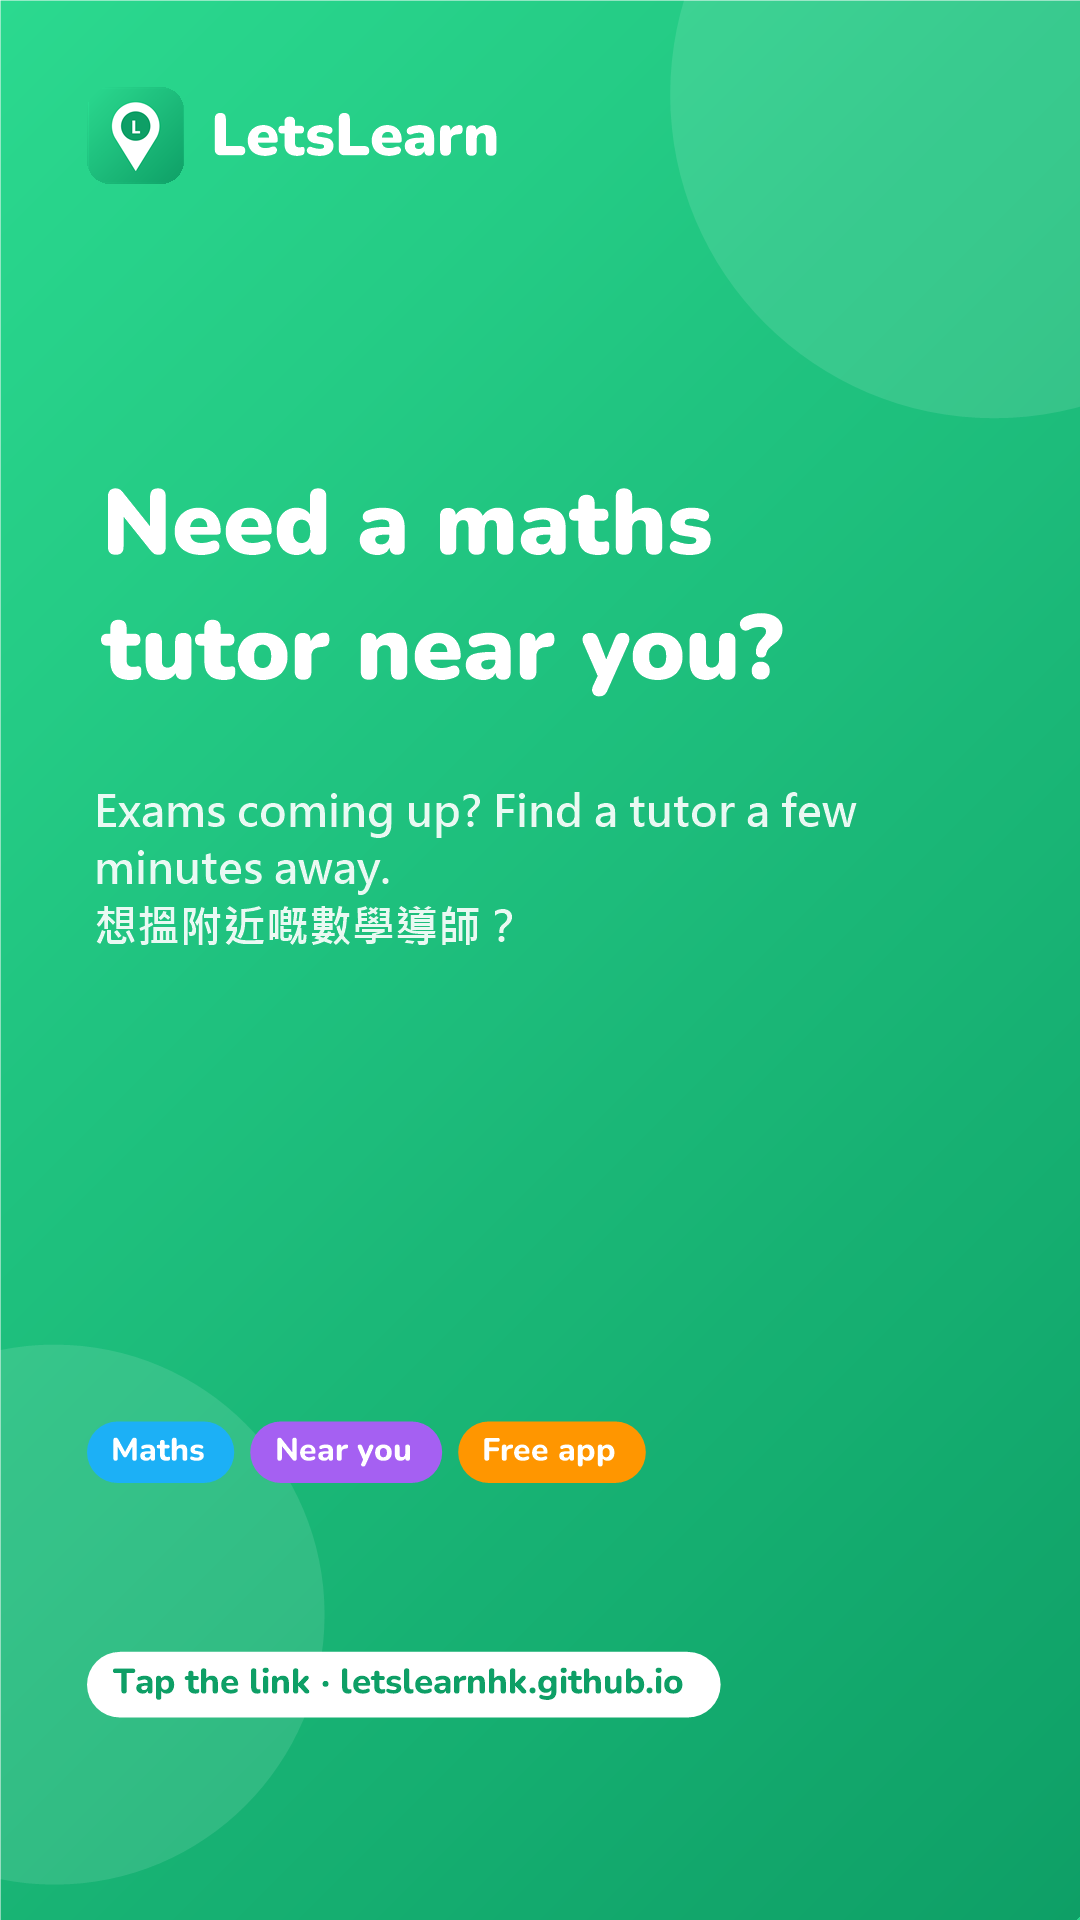 L
LetsLearn
Need a maths
tutor near you?
Exams coming up? Find a tutor a few
minutes away.
想搵附近嘅數學導師？
Maths
Near you
Free app
Tap the link · letslearnhk.github.io